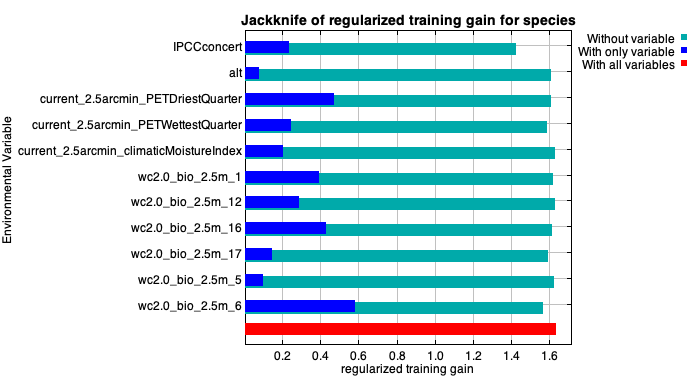 Jackknife of regularized training gain for species
Without variable
With only variable
With all variables
Environmental Variable
IPCCconcert
alt
current_2.5arcmin_PETDriestQuarter
current_2.5arcmin_PETWettestQuarter
current_2.5arcmin_climaticMoistureIndex
wc2.0_bio_2.5m_1
wc2.0_bio_2.5m_12
wc2.0_bio_2.5m_16
wc2.0_bio_2.5m_17
wc2.0_bio_2.5m_5
wc2.0_bio_2.5m_6
0.2 0.4 0.6 0.8 1.0 1.2 1.4 1.6
regularized training gain